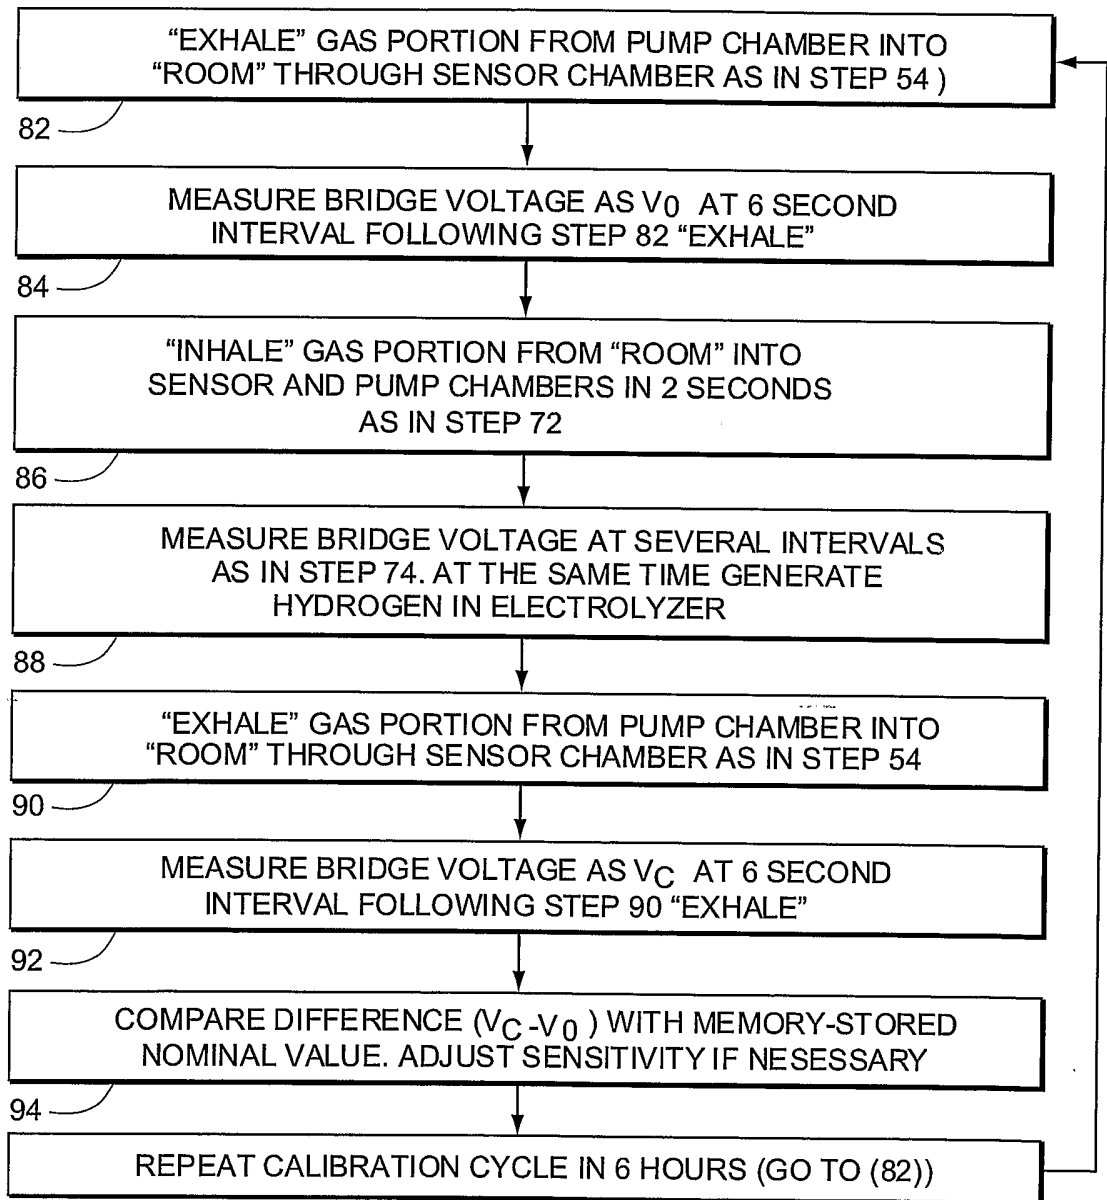 “EXHALE” GAS PORTION FROM PUMP CHAMBER INTO
“ROOM” THROUGH SENSOR CHAMBER AS IN STEP 54 )
82
MEASURE BRIDGE VOLTAGE AS V0 AT 6 SECOND
INTERVAL FOLLOWING STEP 82 “EXHALE”
84
“INHALE” GAS PORTION FROM “ROOM” INTO
SENSOR AND PUMP CHAMBERS IN 2 SECONDS
AS IN STEP 72
86
MEASURE BRIDGE VOLTAGE AT SEVERAL INTERVALS
AS IN STEP 74. AT THE SAME TIME GENERATE
HYDROGEN IN ELECTROLYZER
88
“EXHALE” GAS PORTION FROM PUMP CHAMBER INTO
“ROOM” THROUGH SENSOR CHAMBER AS IN STEP 54
90
MEASURE BRIDGE VOLTAGE AS VC AT 6 SECOND
INTERVAL FOLLOWING STEP 90 “EXHALE”
92
COMPARE DIFFERENCE (VC-V0 ) WITH MEMORY-STORED
NOMINAL VALUE. ADJUST SENSITIVITY IF NESESSARY
94
REPEAT CALIBRATION CYCLE IN 6 HOURS (GO TO (82))